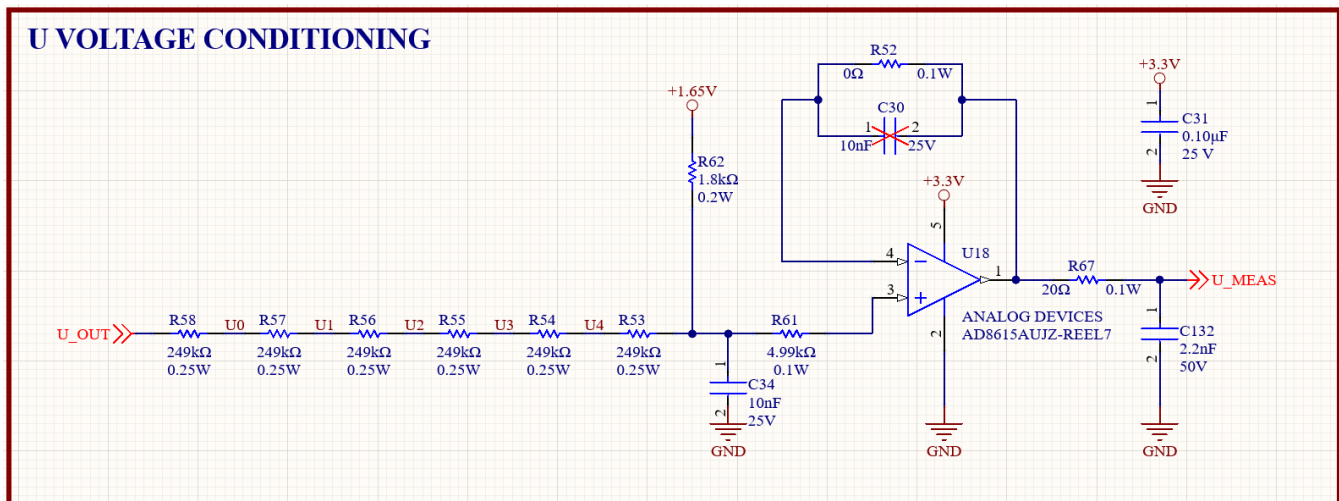 U VOLTAGE CONDITIONING
R52
0Ω
0.1W
C30
1
2
10nF
25V
+1.65V
R62
1.8kΩ
0.2W
+3.3V
1
C31
0.10µF
25 V
2
GND
+3.3V
5
U18
4
3
1
2
ANALOG DEVICES
AD8615AUJZ-REEL7
R67
20Ω
0.1W
U_MEAS
1
C132
2.2nF
50V
2
GND
U_OUT
R58
U0
R57
U1
R56
U2
R55
U3
R54
U4
R53
249kΩ
0.25W
249kΩ
0.25W
249kΩ
0.25W
249kΩ
0.25W
249kΩ
0.25W
249kΩ
0.25W
R61
4.99kΩ
0.1W
1
C34
10nF
25V
2
GND
GND